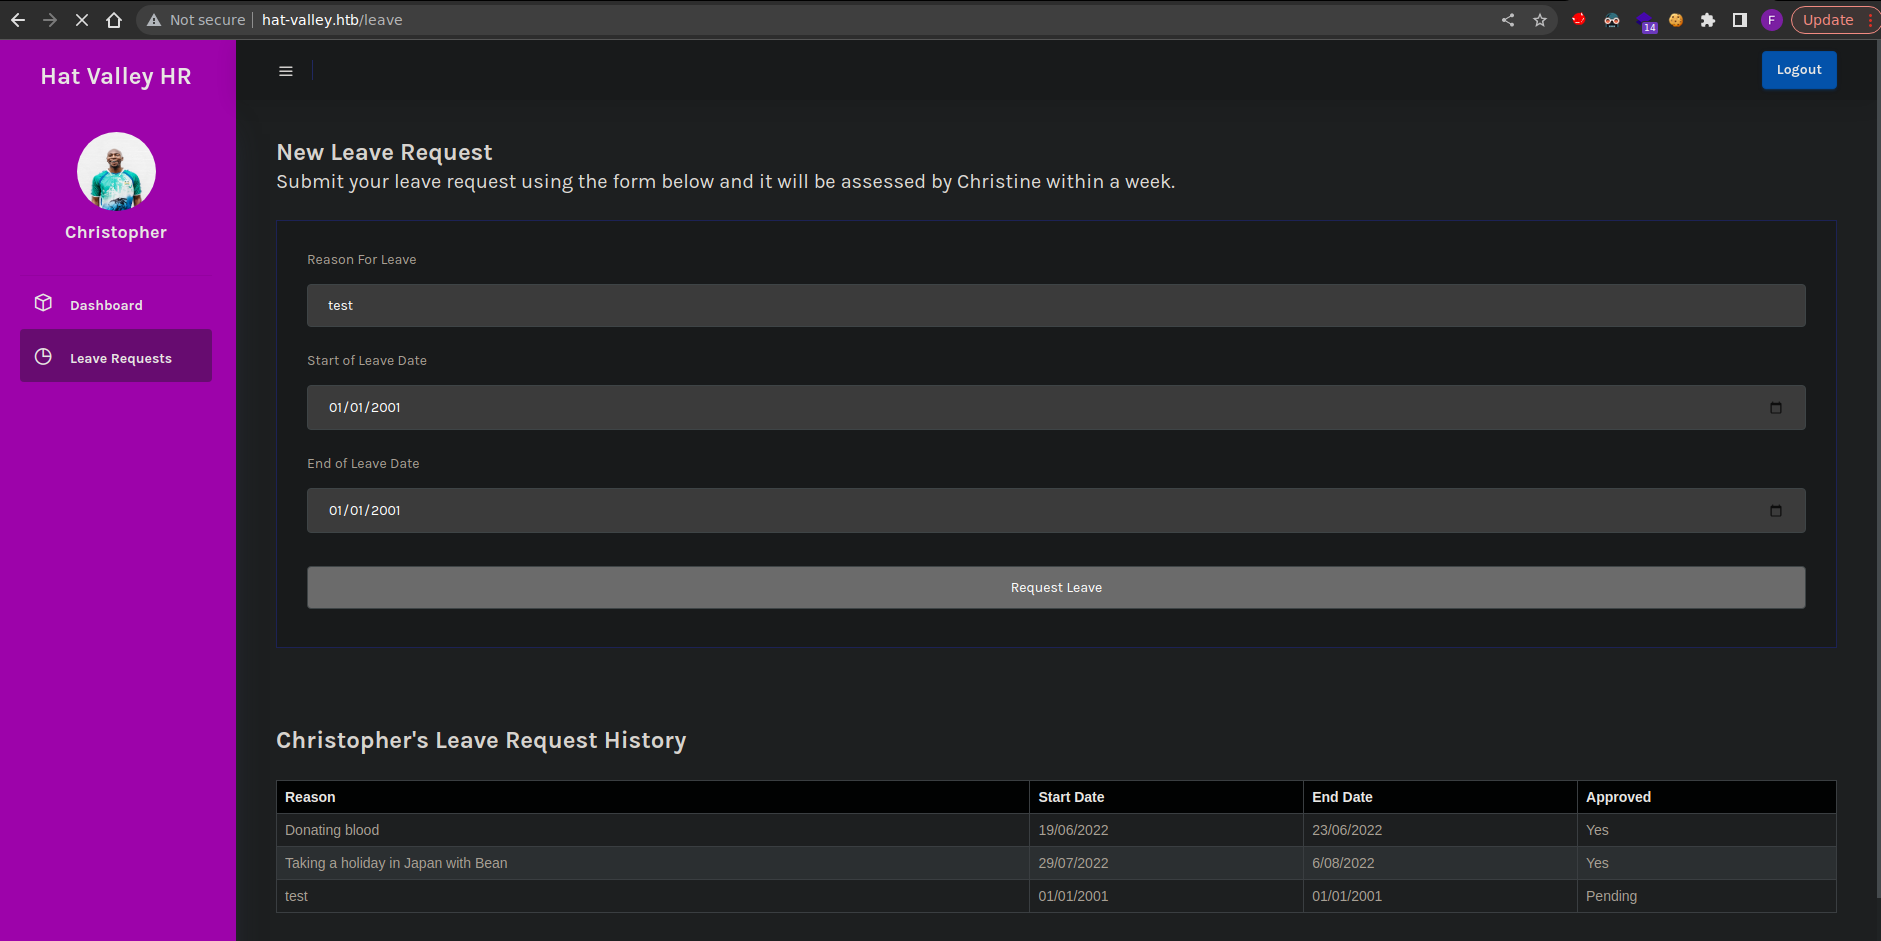 Not secure hat-valley.htb/leave
14
F
Update
Hat Valley HR
Logout
Christopher
Dashboard
Leave Requests
New Leave Request
Submit your leave request using the form below and it will be assessed by Christine within a week.
Reason For Leave
test
Start of Leave Date
01/01/2001
End of Leave Date
01/01/2001
Request Leave
Christopher's Leave Request History
Reason Start Date End Date Approved
Donating blood 19/06/2022 23/06/2022 Yes
Taking a holiday in Japan with Bean 29/07/2022 6/08/2022 Yes
test 01/01/2001 01/01/2001 Pending